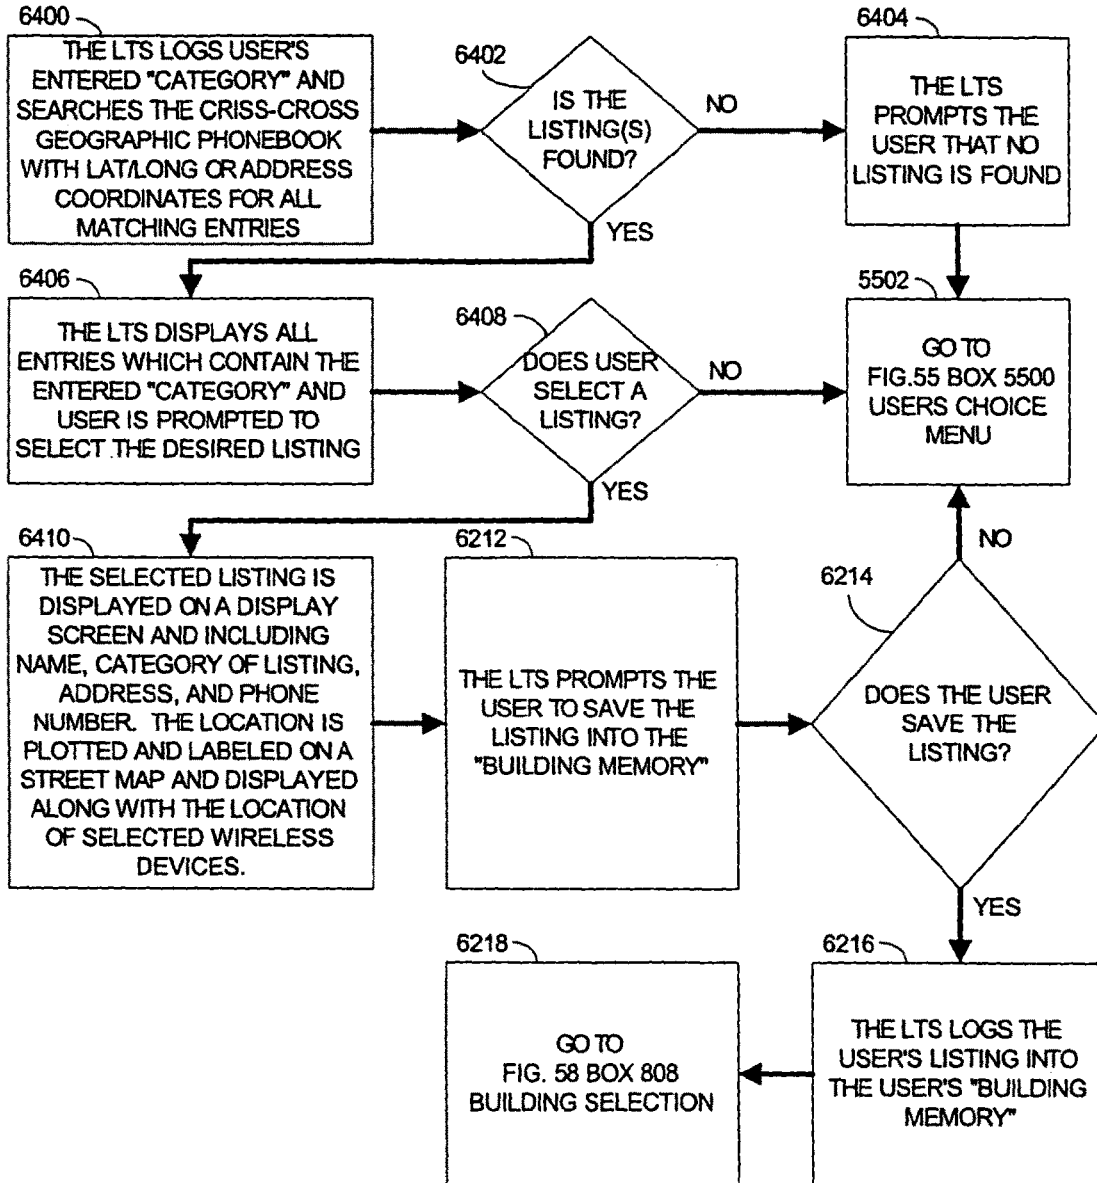 6400
THE LTS LOGS USER'S
ENTERED "CATEGORY" AND
SEARCHES THE CRISS-CROSS
GEOGRAPHIC PHONEBOOK
WITH LAT/LONG OR ADDRESS
COORDINATES FOR ALL
MATCHING ENTRIES
6402
IS THE
LISTING(S)
FOUND?
NO
YES
6404
THE LTS
PROMPTS THE
USER THAT NO
LISTING IS FOUND
6406
THE LTS DISPLAYS ALL
ENTRIES WHICH CONTAIN THE
ENTERED "CATEGORY" AND
USER IS PROMPTED TO
SELECT .THE DESIRED LISTING
6408
DOES USER
SELECT A
LISTING?
NO
YES
5502
GO TO
FIG.55 BOX 5500
USERS CHOICE
MENU
6410
THE SELECTED LISTING IS
DISPLAYED ON A DISPLAY
SCREEN AND INCLUDING
NAME, CATEGORY OF LISTING,
ADDRESS, AND PHONE
NUMBER. THE LOCATION IS
PLOTTED AND LABELED ON A
STREET MAP AND DISPLAYED
ALONG WITH THE LOCATION
OF SELECTED WIRELESS
DEVICES.
6212
THE LTS PROMPTS THE
USER TO SAVE THE
LISTING INTO THE
"BUILDING MEMORY"
6214
DOES THE USER
SAVE THE
LISTING?
NO
YES
6216
THE LTS LOGS THE
USER'S LISTING INTO
THE USER'S "BUILDING
MEMORY"
6218
GO TO
FIG. 58 BOX 808
BUILDING SELECTION